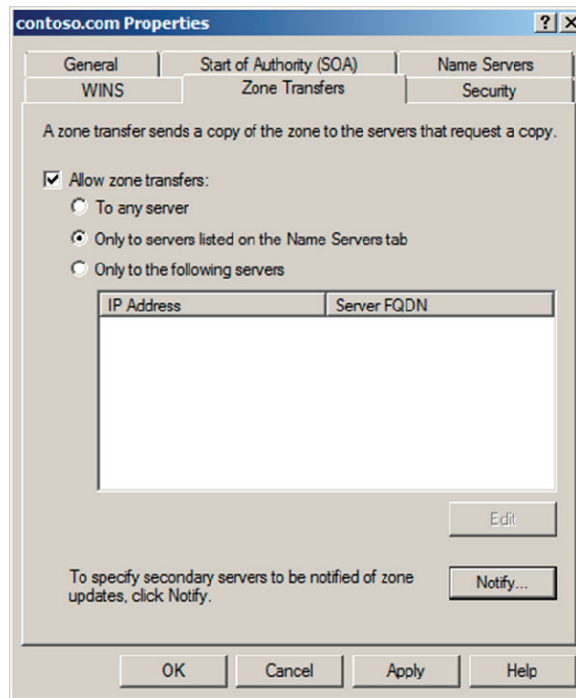 contoso.com Properties
General Start of Authority (SOA) Name Servers
WINS Zone Transfers Security
A zone transfer sends a copy of the zone to the servers that request a copy.
Allow zone transfers:
To any server
Only to servers listed on the Name Servers tab
Only to the following servers
IP Address Server FQDN
Edit
To specify secondary servers to be notified of zone
updates, click Notify.
Notify...
OK Cancel Apply Help